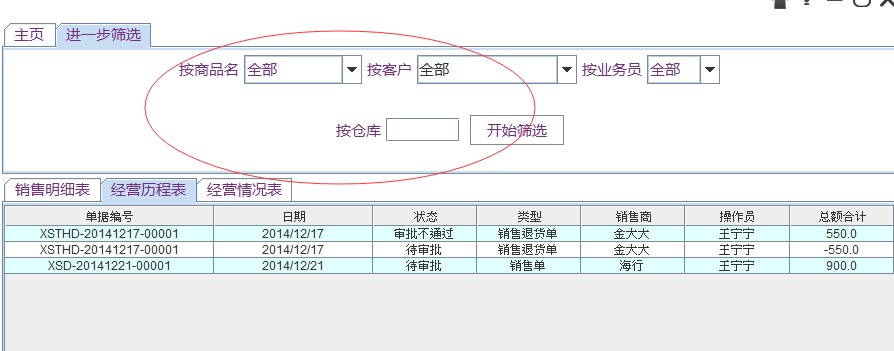 主页 进一步筛选
按商品名 全部 按客户 全部 按业务员 全部
按仓库 开始筛选
销售明细表 经营历程表 经营情况表
单据编号 日期 状态 类型 销售商 操作员 总额合计
XSTHD-20141217-00001 2014/12/17 审批不通过 销售退货单 金大大 王宁宁 550.0
XSTHD-20141217-00001 2014/12/17 待审批 销售退货单 金大大 王宁宁 -550.0
XSD-20141221-00001 2014/12/21 待审批 销售单 海行 王宁宁 900.0